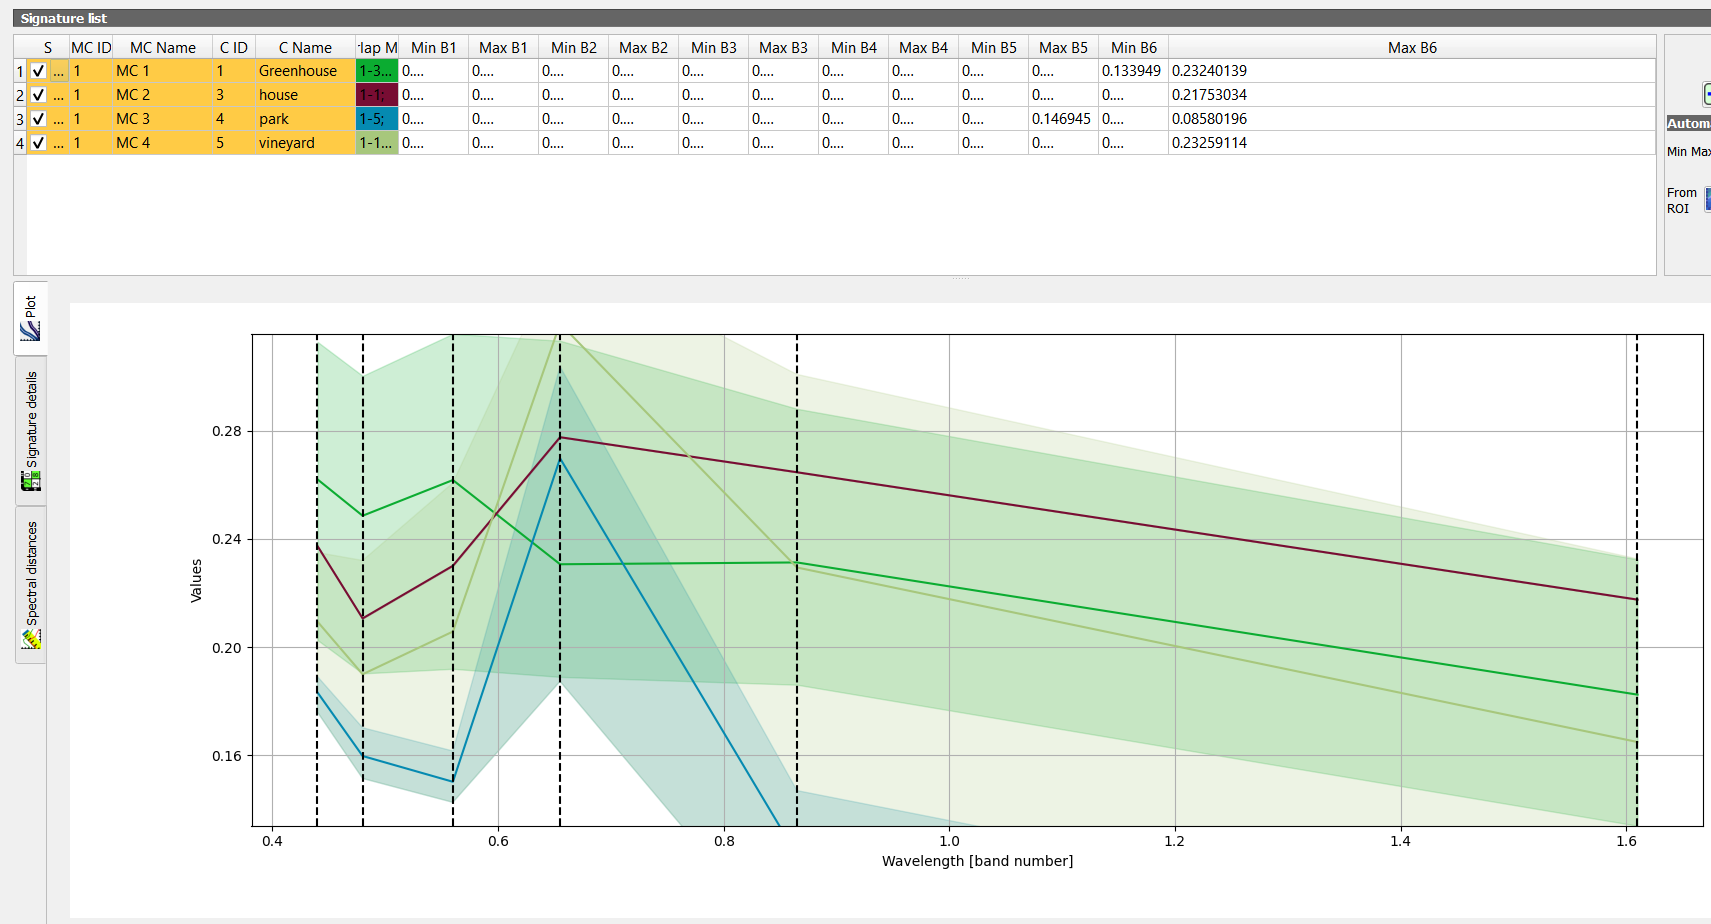 Signature list
S MC ID MC Name C ID C Name rlap M Min B1 Max B1 Min B2 Max B2 Min B3 Max B3 Min B4 Max B4 Min B5 Max B5 Min B6 Max B6
1 ... 1 MC 1 1 Greenhouse 1-3... 0.... 0.... 0.... 0.... 0.... 0.... 0.... 0.... 0.... 0.... 0.133949 0.23240139
2 ... 1 MC 2 3 house 1-1; 0.... 0.... 0.... 0.... 0.... 0.... 0.... 0.... 0.... 0.... 0.... 0.21753034
3 ... 1 MC 3 4 park 1-5; 0.... 0.... 0.... 0.... 0.... 0.... 0.... 0.... 0.... 0.146945 0.... 0.08580196
4 ... 1 MC 4 5 vineyard 1-1... 0.... 0.... 0.... 0.... 0.... 0.... 0.... 0.... 0.... 0.... 0.... 0.23259114
Autom
Min Max
From
ROI
Plot
Signature details
Spectral distances
0.28
0.24
0.20
0.16
Values
0.4 0.6 0.8 1.0 1.2 1.4 1.6
Wavelength [band number]